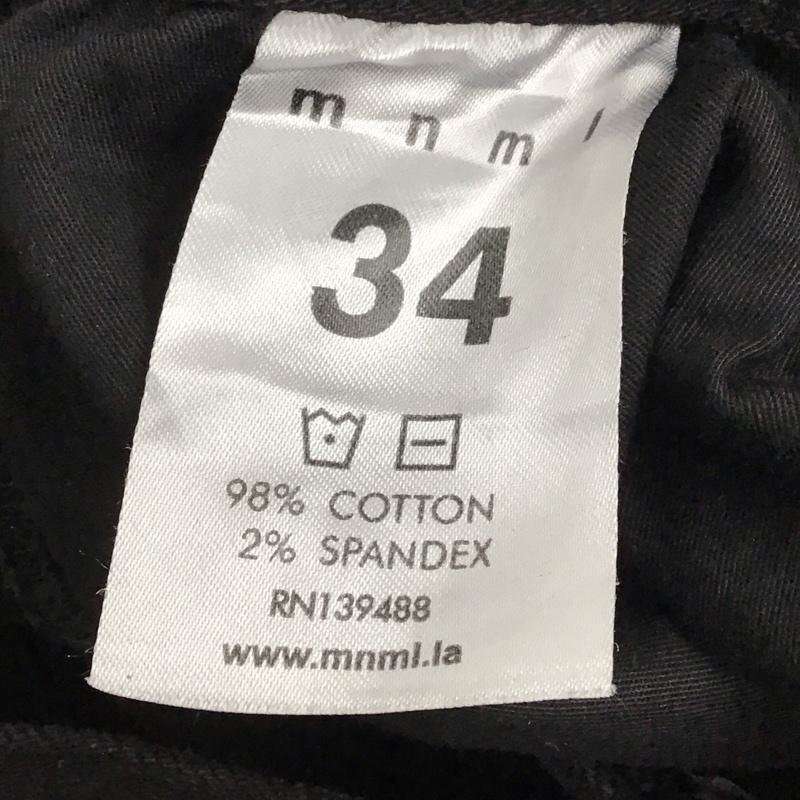 m n m l
34
98% COTTON
2% SPANDEX
RN139488
www.mnml.la